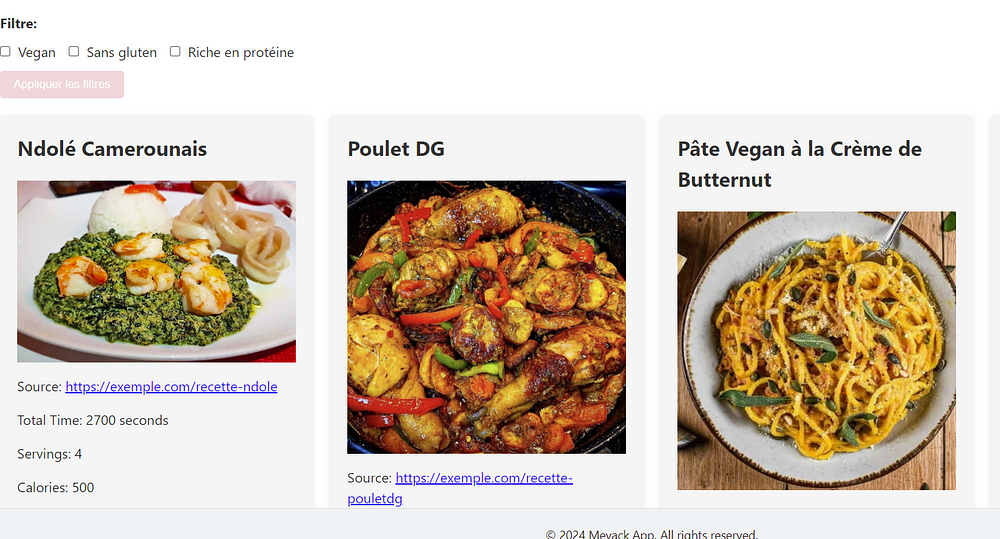 Filtre:
Vegan Sans gluten Riche en protéine
Appliquer les filtres
Ndolé Camerounais
Source: https://exemple.com/recette-ndole
Total Time: 2700 seconds
Servings: 4
Calories: 500
Poulet DG
Source: https://exemple.com/recette-
pouletdg
Pâte Vegan à la Crème de
Butternut
© 2024 Mevack App. All rights reserved.